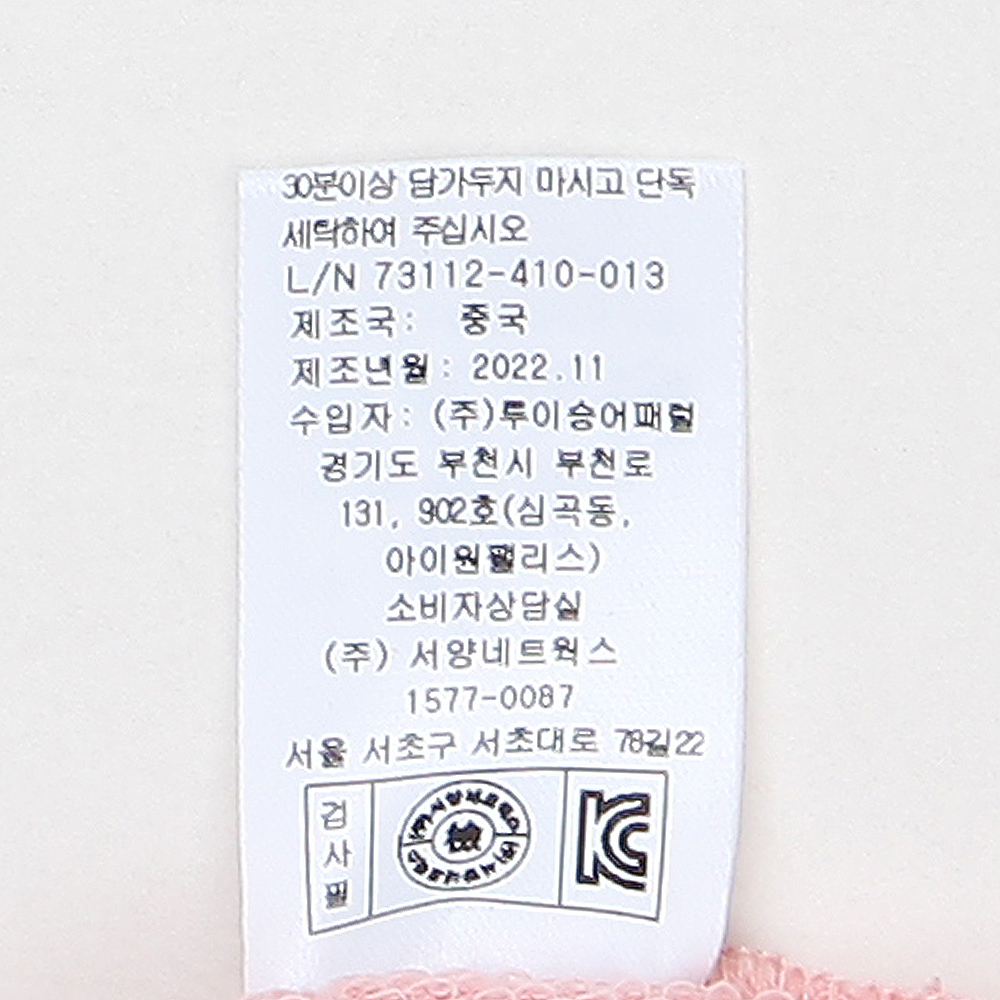 30분이상 담가두지 마시고 단독
세탁하여 주십시오
L/N 73112-410-013
제조국: 중국
제조년월 : 2022.11
수입자: (주)투이승어패럴
경기도 부천시 부천로
131, 902호(심곡동,
아이원팰리스)
소비자상담실
(주) 서양네트웍스
1577-0087
서울 서초구 서초대로 78길22
검
사
필
檢
KC